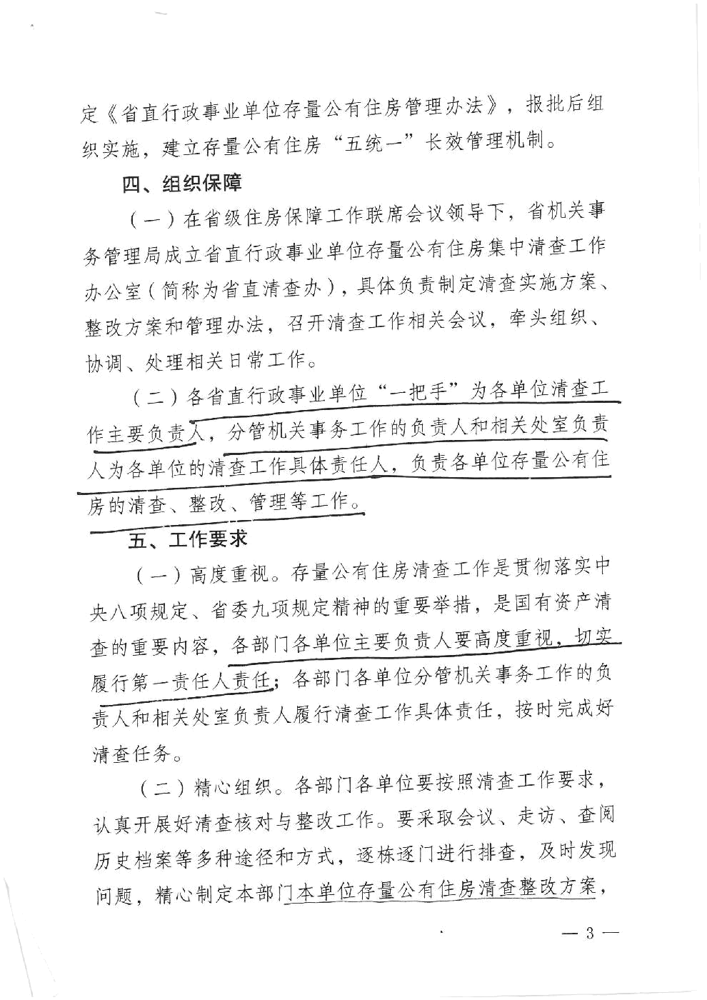 定《省直行政事业单位存量公有住房管理办法》，报批后组
织实施，建立存量公有住房“五统一”长效管理机制。
四、组织保障
（一）在省级住房保障工作联席会议领导下，省机关事
务管理局成立省直行政事业单位存量公有住房集中清查工作
办公室（简称为省直清查办），具体负责制定清查实施方案、
整改方案和管理办法，召开清查工作相关会议，牵头组织、
协调、处理相关日常工作。
（二）各省直行政事业单位“一把手”为各单位清查工
作主要负责人，分管机关事务工作的负责人和相关处室负责
人为各单位的清查工作具体责任人，负责各单位存量公有住
房的清查、整改、管理等工作。
五、工作要求
（一）高度重视。存量公有住房清查工作是贯彻落实中
央八项规定、省委九项规定精神的重要举措，是国有资产清
查的重要内容，各部门各单位主要负责人要高度重视，切实
履行第一责任人责任；各部门各单位分管机关事务工作的负
责人和相关处室负责人履行清查工作具体责任，按时完成好
清查任务。
（二）精心组织。各部门各单位要按照清查工作要求，
认真开展好清查核对与整改工作。要采取会议、走访、查阅
历史档案等多种途径和方式，逐栋逐门进行排查，及时发现
问题，精心制定本部门本单位存量公有住房清查整改方案，
— 3 —